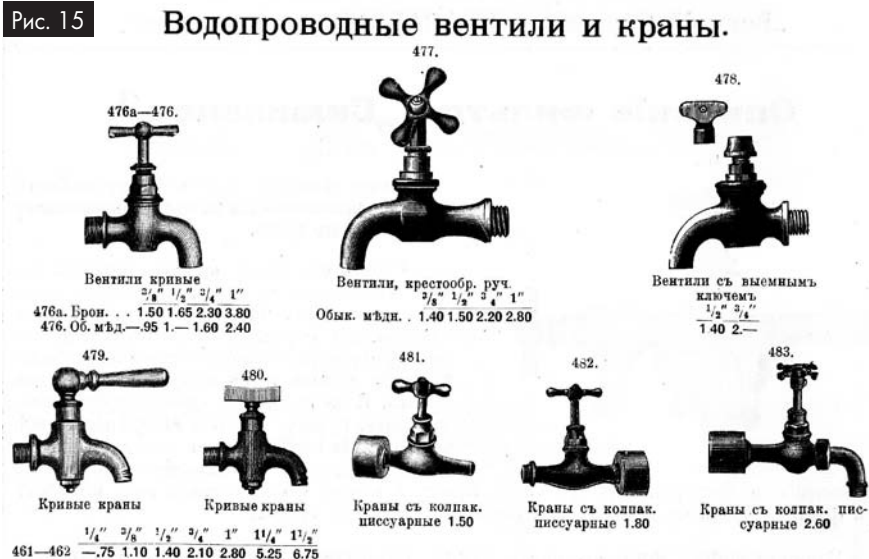 Рис. 15
Водопроводные вентили и краны.
477.
478.
476а—476.
Вентили кривые
3/8" 1/2" 3/4" 1"
476а. Брон. . . . 1.50 1.65 2.30 3.80
476. Об. мѣд.—.95 1.— 1.60 2.40
Вентили, крестообр. руч.
3/8" 1/2" 3/4" 1"
Обык. мѣдн. . 1.40 1.50 2.20 2.80
Вентили съ выемнымъ
ключемъ
1/2" 3/4"
1 40 2.—
479.
480.
481.
482.
483.
Кривые краны
Кривые краны
Краны съ колпак.
писсуарные 1.50
Краны съ колпак.
писсуарные 1.80
Краны съ колпак. пис-
суарные 2.60
1/4" 3/8" 1/2" 3/4" 1" 1 1/4" 1 1/2"
461—462 —.75 1.10 1.40 2.10 2.80 5.25 6.75